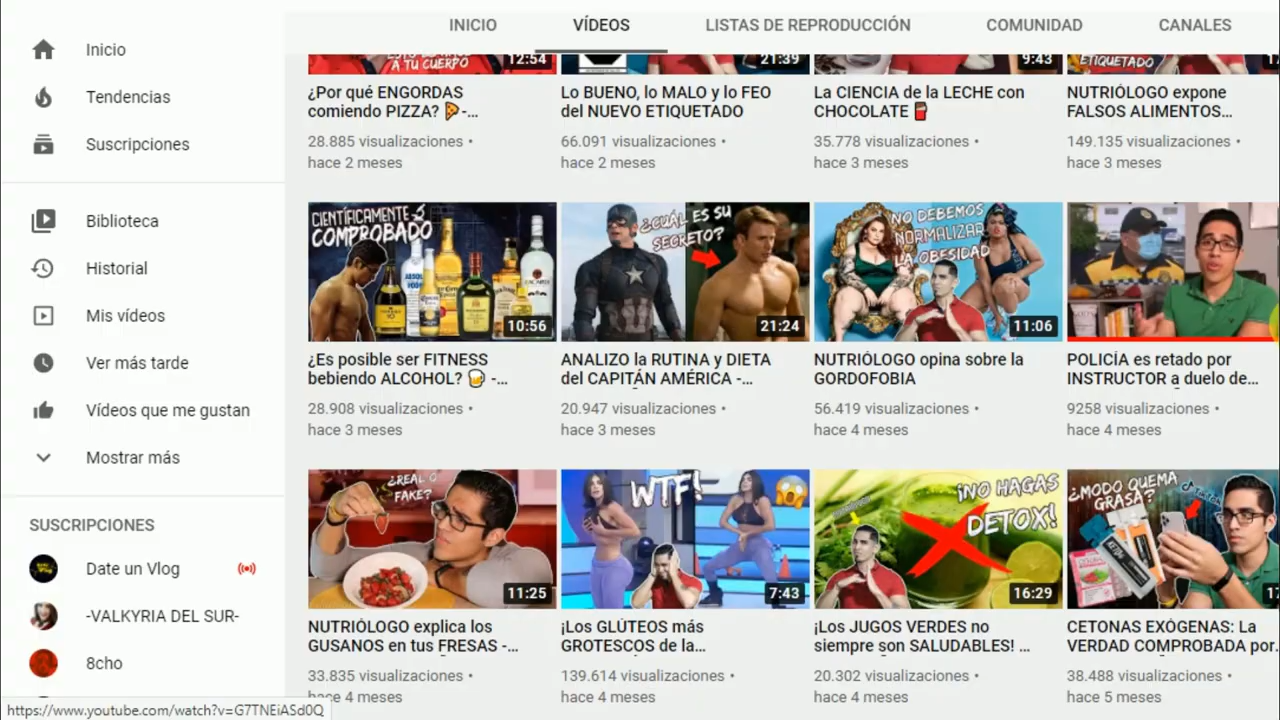 INICIO
VÍDEOS
LISTAS DE REPRODUCCIÓN
COMUNIDAD
CANALES
Inicio
Tendencias
Suscripciones
Biblioteca
Historial
Mis vídeos
Ver más tarde
Vídeos que me gustan
Mostrar más
SUSCRIPCIONES
Date un Vlog
-VALKYRIA DEL SUR-
8cho
https://www.youtube.com/watch?v=G7TNEiASd0Q
A TU CUERPO
12:54
21:39
9:43
ETIQUETADO
¿Por qué ENGORDAS
comiendo PIZZA? 🍕-...
28.885 visualizaciones •
hace 2 meses
Lo BUENO, lo MALO y lo FEO
del NUEVO ETIQUETADO
66.091 visualizaciones •
hace 2 meses
La CIENCIA de la LECHE con
CHOCOLATE
35.778 visualizaciones •
hace 3 meses
NUTRIÓLOGO expone
FALSOS ALIMENTOS...
149.135 visualizaciones •
hace 3 meses
CIENTÍFICAMENTE
COMPROBADO
10:56
¿CUÁL ES SU
SECRETO?
21:24
NO DEBEMOS
NORMALIZAR
LA OBESIDAD
11:06
¿Es posible ser FITNESS
bebiendo ALCOHOL? 🍺 -...
28.908 visualizaciones •
hace 3 meses
ANALIZO la RUTINA y DIETA
del CAPITÁN AMÉRICA -...
20.947 visualizaciones •
hace 3 meses
NUTRIÓLOGO opina sobre la
GORDOFOBIA
56.419 visualizaciones •
hace 4 meses
POLICÍA es retado por
INSTRUCTOR a duelo de...
9258 visualizaciones •
hace 4 meses
¿REAL O
FAKE?
11:25
WTF!
7:43
¡NO HAGAS
DETOX!
16:29
¿MODO QUEMA
GRASA?
NUTRIÓLOGO explica los
GUSANOS en tus FRESAS -...
33.835 visualizaciones •
hace 4 meses
¡Los GLÚTEOS más
GROTESCOS de la...
139.614 visualizaciones •
hace 4 meses
¡Los JUGOS VERDES no
siempre son SALUDABLES! ...
20.302 visualizaciones •
hace 4 meses
CETONAS EXÓGENAS: La
VERDAD COMPROBADA por.
38.488 visualizaciones •
hace 5 meses